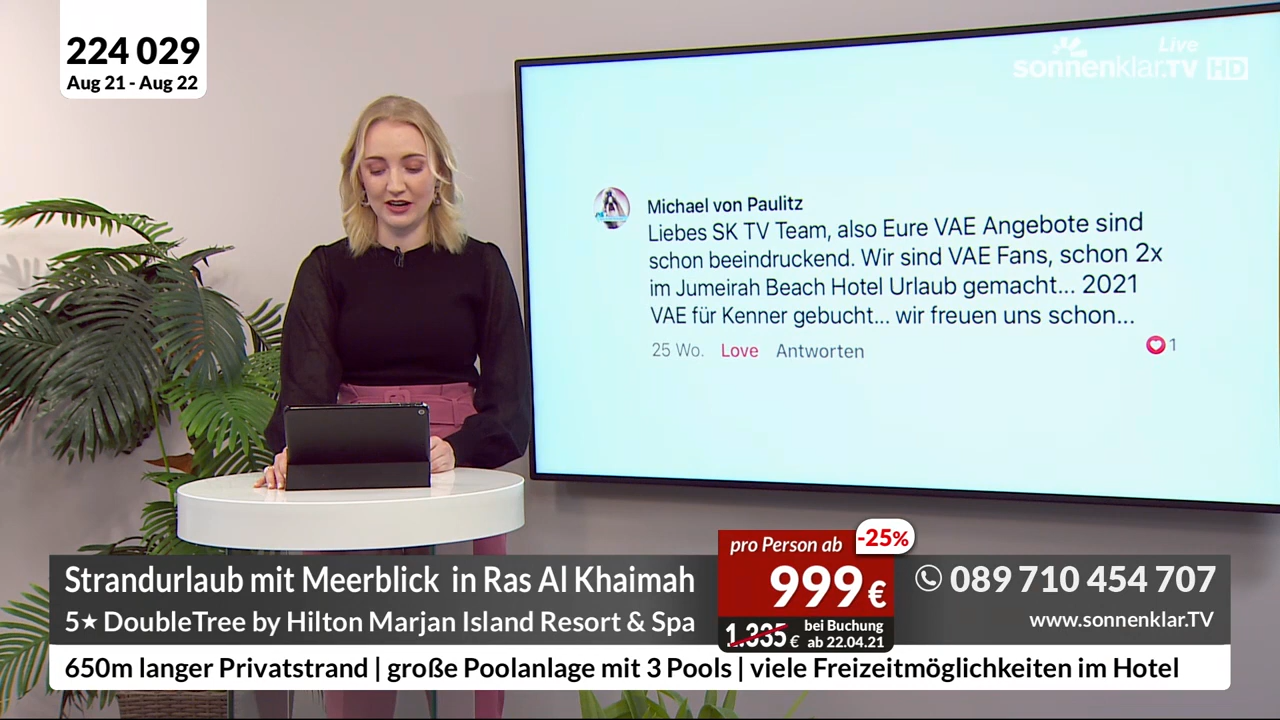 224 029
Aug 21 - Aug 22
Live
sonnenklar.TV HD
Michael von Paulitz
Liebes SK TV Team, also Eure VAE Angebote sind
schon beeindruckend. Wir sind VAE Fans, schon 2x
im Jumeirah Beach Hotel Urlaub gemacht... 2021
VAE für Kenner gebucht... wir freuen uns schon...
25 Wo. Love Antworten
1
pro Person ab
-25%
999€
1.335€
bei Buchung
ab 22.04.21
Strandurlaub mit Meerblick in Ras Al Khaimah
5★ DoubleTree by Hilton Marjan Island Resort & Spa
089 710 454 707
www.sonnenklar.TV
650m langer Privatstrand | große Poolanlage mit 3 Pools | viele Freizeitmöglichkeiten im Hotel